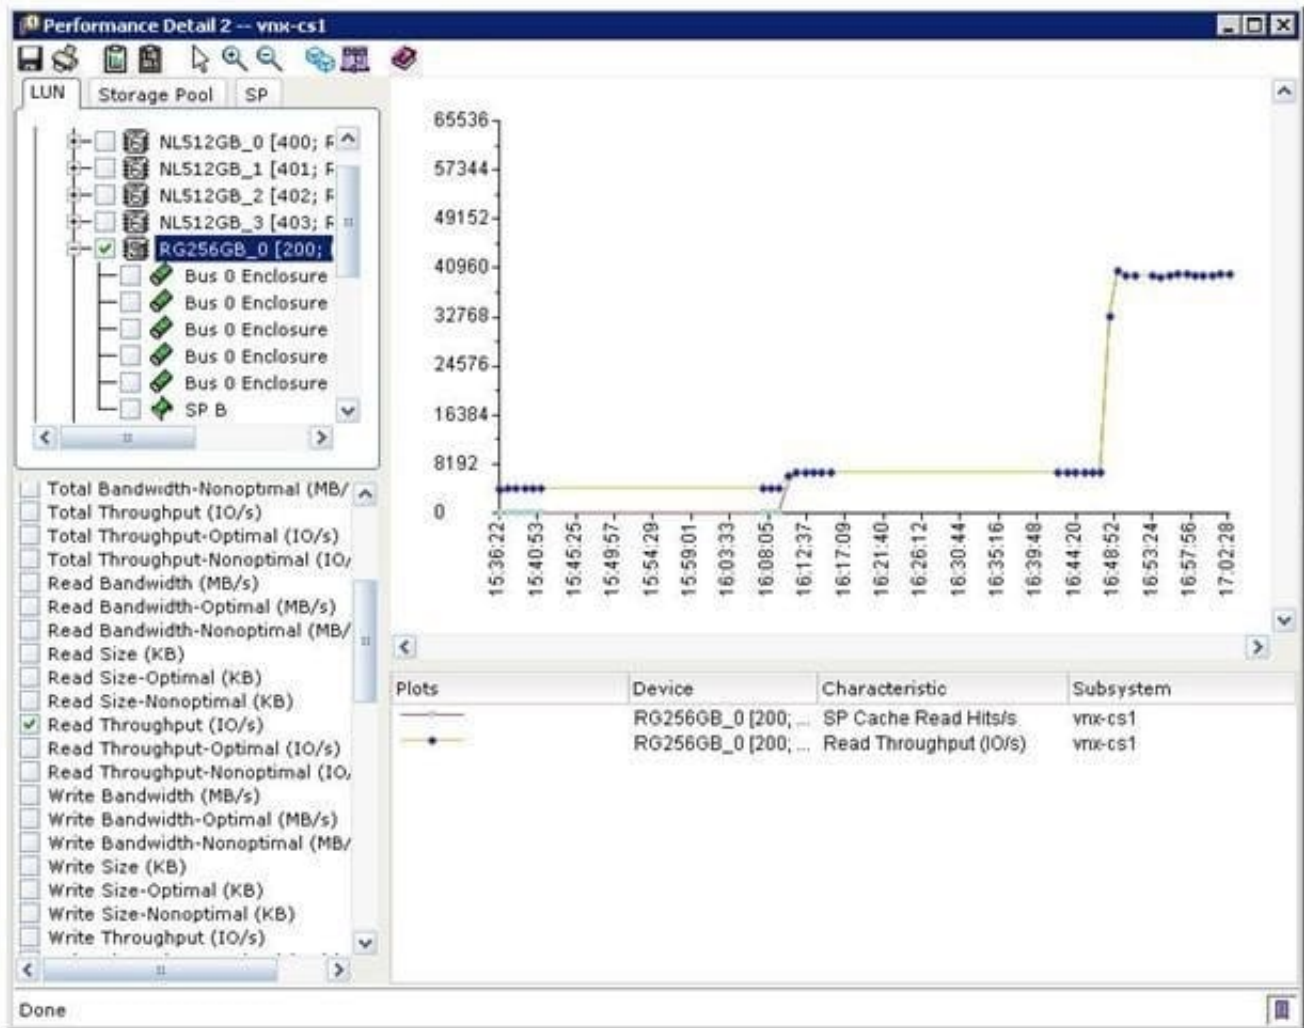 Performance Detail 2 -- vnx-cs1
LUN Storage Pool SP
NL512GB_0 [400; R
NL512GB_1 [401; R
NL512GB_2 [402; R
NL512GB_3 [403; R
RG256GB_0 [200;
Bus 0 Enclosure
Bus 0 Enclosure
Bus 0 Enclosure
Bus 0 Enclosure
Bus 0 Enclosure
SP B
Total Bandwidth-Nonoptimal (MB/
Total Throughput (IO/s)
Total Throughput-Optimal (IO/s)
Total Throughput-Nonoptimal (IO/
Read Bandwidth (MB/s)
Read Bandwidth-Optimal (MB/s)
Read Bandwidth-Nonoptimal (MB/
Read Size (KB)
Read Size-Optimal (KB)
Read Size-Nonoptimal (KB)
Read Throughput (IO/s)
Read Throughput-Optimal (IO/s)
Read Throughput-Nonoptimal (IO/
Write Bandwidth (MB/s)
Write Bandwidth-Optimal (MB/s)
Write Bandwidth-Nonoptimal (MB/
Write Size (KB)
Write Size-Optimal (KB)
Write Size-Nonoptimal (KB)
Write Throughput (IO/s)
65536
57344
49152
40960
32768
24576
16384
8192
0
15:36:22
15:40:53
15:45:25
15:49:57
15:54:29
15:59:01
16:03:33
16:08:05
16:12:37
16:17:09
16:21:40
16:26:12
16:30:44
16:35:16
16:39:48
16:44:20
16:48:52
16:53:24
16:57:56
17:02:28
Plots Device Characteristic Subsystem
RG256GB_0 [200; ... SP Cache Read Hits/s vnx-cs1
RG256GB_0 [200; ... Read Throughput (IO/s) vnx-cs1
Done